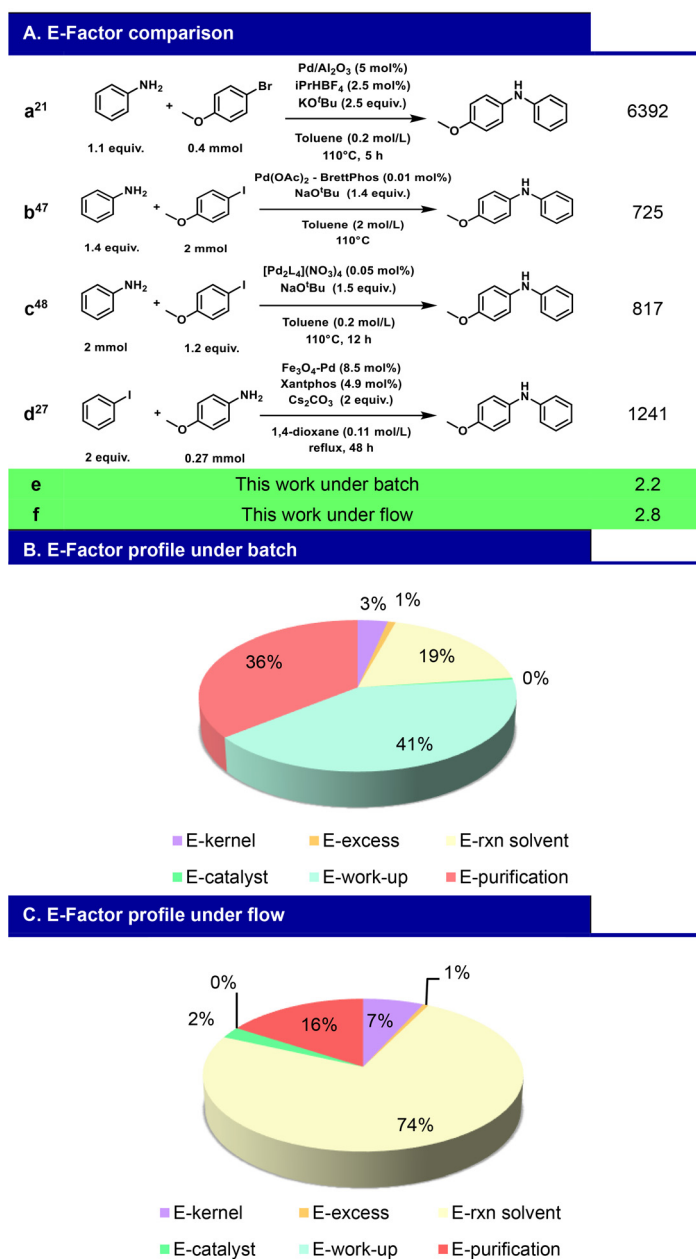 A. E-Factor comparison
Pd/Al₂O₃ (5 mol%)
iPrHBF₄ (2.5 mol%)
KOᵗBu (2.5 equiv.)
a²¹ NH₂ + Br O H N O 6392
Toluene (0.2 mol/L)
110°C, 5 h
1.1 equiv. 0.4 mmol
Pd(OAc)₂ - BrettPhos (0.01 mol%)
NaOᵗBu (1.4 equiv.)
b⁴⁷ NH₂ + I O H N O 725
Toluene (2 mol/L)
110°C
1.4 equiv. 2 mmol
[Pd₂L₄](NO₃)₄ (0.05 mol%)
NaOᵗBu (1.5 equiv.)
c⁴⁸ NH₂ + I O H N O 817
Toluene (0.2 mol/L)
110°C, 12 h
2 mmol 1.2 equiv.
Fe₃O₄-Pd (8.5 mol%)
Xantphos (4.9 mol%)
Cs₂CO₃ (2 equiv.)
d²⁷ I + NH₂ O H N O 1241
1,4-dioxane (0.11 mol/L)
reflux, 48 h
2 equiv. 0.27 mmol
e This work under batch 2.2
f This work under flow 2.8
B. E-Factor profile under batch
3% 1%
36% 19%
0%
41%
E-kernel E-excess E-rxn solvent
E-catalyst E-work-up E-purification
C. E-Factor profile under flow
0% 1%
2% 16% 7%
74%
E-kernel E-excess E-rxn solvent
E-catalyst E-work-up E-purification